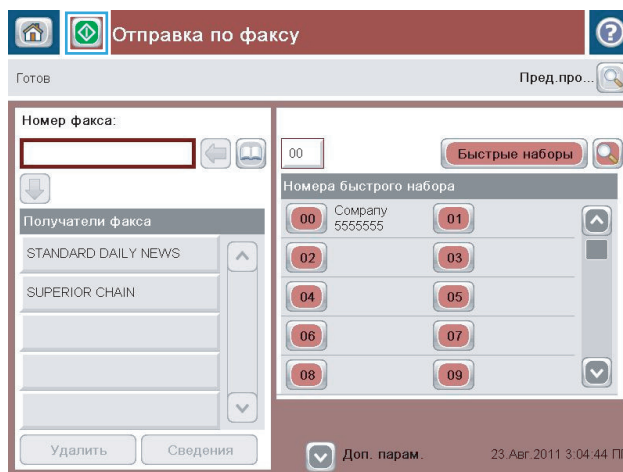 Отправка по факсу
?
Готов
Пред.про...
Номер факса:
Получатели факса
STANDARD DAILY NEWS
SUPERIOR CHAIN
Удалить
Сведения
00
Быстрые наборы
Номера быстрого набора
00 Company 5555555
01
02
03
04
05
06
07
08
09
Доп. парам.
23.Авг.2011 3:04:44